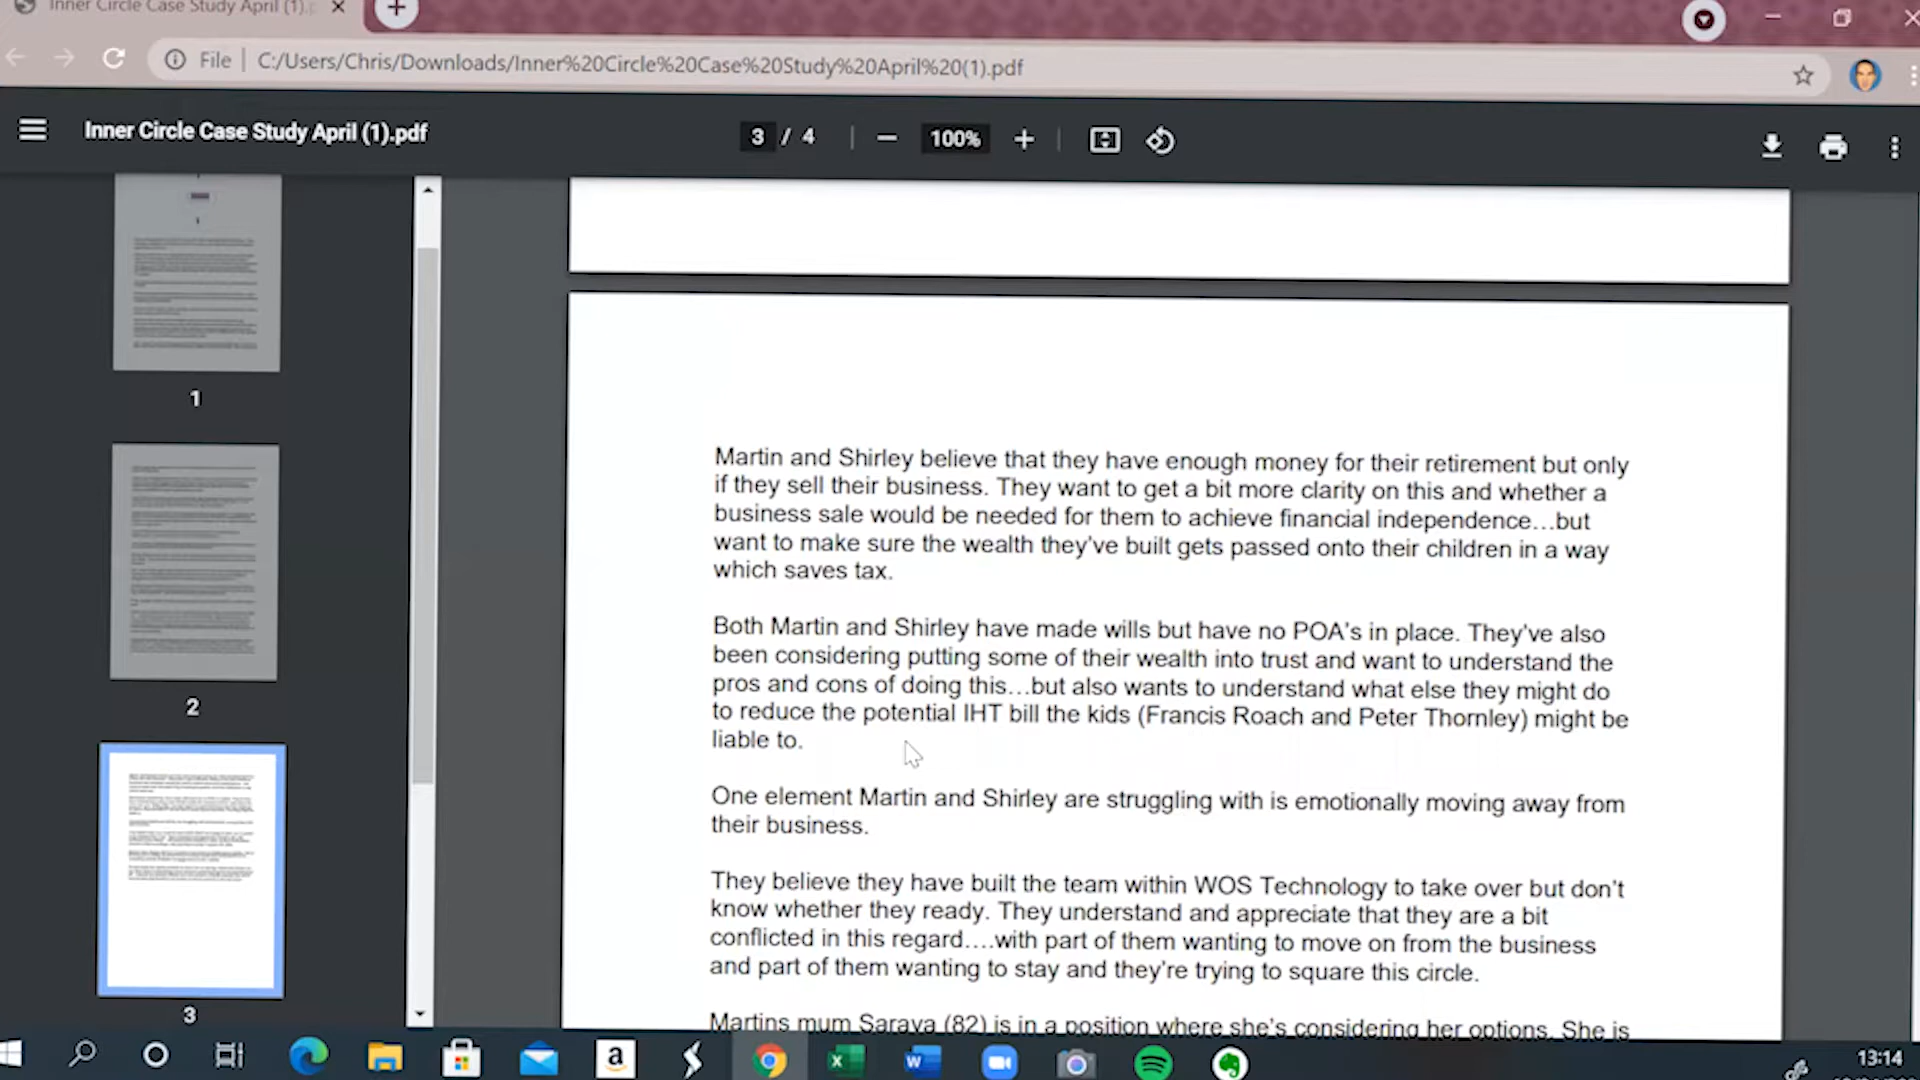 Inner Circle Case Study April (1).p
File
C:/Users/Chris/Downloads/Inner%20Circle%20Case%20Study%20April%20(1).pdf
Inner Circle Case Study April (1).pdf
3 / 4
100%
1
2
3
Martin and Shirley believe that they have enough money for their retirement but only
if they sell their business. They want to get a bit more clarity on this and whether a
business sale would be needed for them to achieve financial independence…but
want to make sure the wealth they've built gets passed onto their children in a way
which saves tax.
Both Martin and Shirley have made wills but have no POA's in place. They've also
been considering putting some of their wealth into trust and want to understand the
pros and cons of doing this…but also wants to understand what else they might do
to reduce the potential IHT bill the kids (Francis Roach and Peter Thornley) might be
liable to.
One element Martin and Shirley are struggling with is emotionally moving away from
their business.
They believe they have built the team within WOS Technology to take over but don't
know whether they ready. They understand and appreciate that they are a bit
conflicted in this regard….with part of them wanting to move on from the business
and part of them wanting to stay and they're trying to square this circle.
Martins mum Saraya (82) is in a position where she's considering her options. She is
13:14